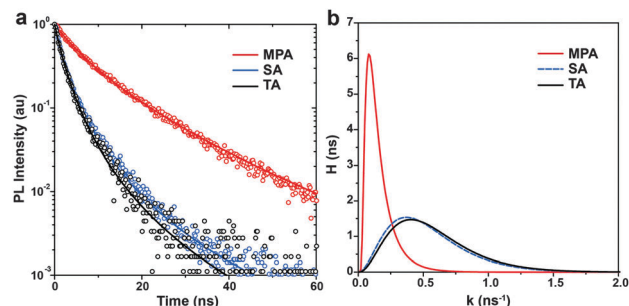 a
PL Intensity (au)
10⁰
10⁻¹
10⁻²
10⁻³
0
20
40
60
Time (ns)
MPA
SA
TA
b
H (ns)
7
6
5
4
3
1.5
1
0
0.0
0.5
1.0
1.5
2.0
k (ns⁻¹)
MPA
SA
TA